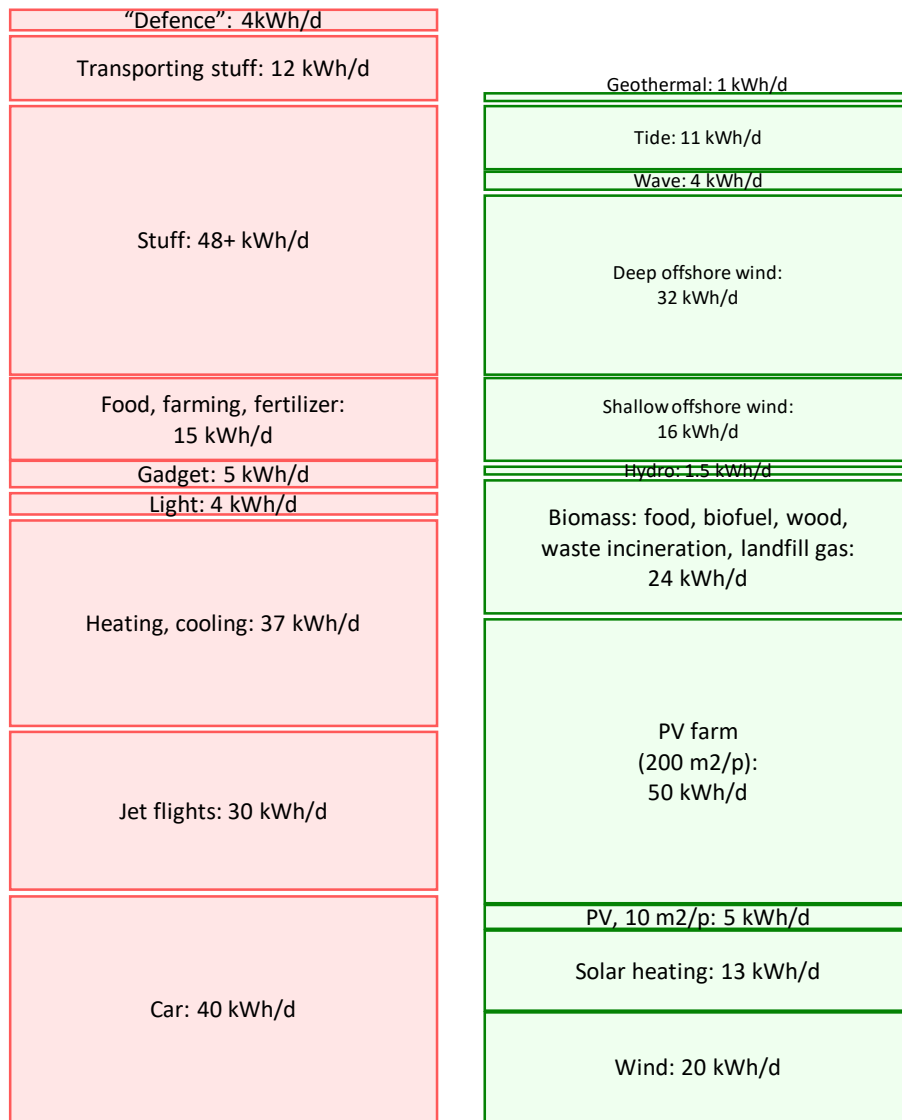 “Defence”: 4kWh/d
Transporting stuff: 12 kWh/d
Stuff: 48+ kWh/d
Food, farming, fertilizer:
15 kWh/d
Gadget: 5 kWh/d
Light: 4 kWh/d
Heating, cooling: 37 kWh/d
Jet flights: 30 kWh/d
Car: 40 kWh/d
Geothermal: 1 kWh/d
Tide: 11 kWh/d
Wave: 4 kWh/d
Deep offshore wind:
32 kWh/d
Shallow offshore wind:
16 kWh/d
Hydro: 1.5 kWh/d
Biomass: food, biofuel, wood,
waste incineration, landfill gas:
24 kWh/d
PV farm
(200 m2/p):
50 kWh/d
PV, 10 m2/p: 5 kWh/d
Solar heating: 13 kWh/d
Wind: 20 kWh/d